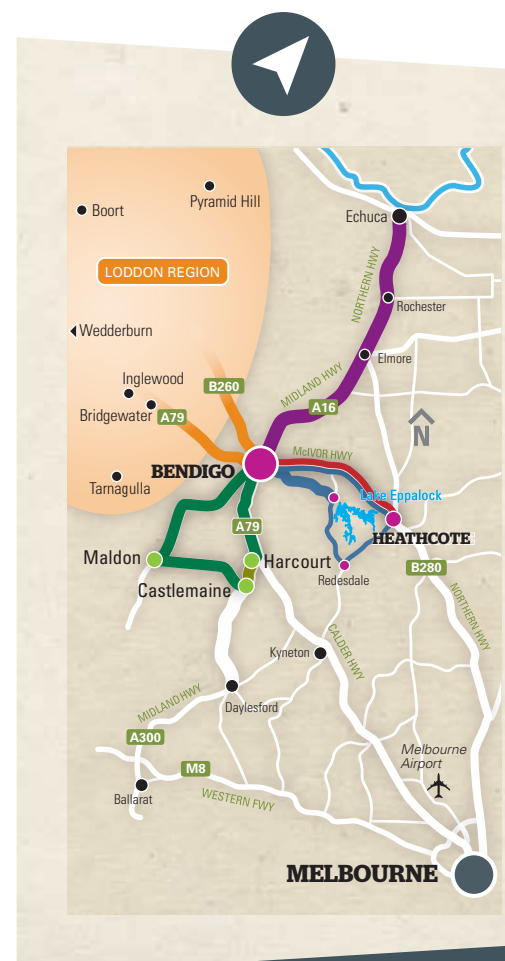 Pyramid Hill
Boort
Echuca
LODDON REGION
NORTHERN HWY
Rochester
Wedderburn
Elmore
Inglewood
B260
MIDLAND HWY
Bridgewater
A79
A16
N
McIVOR HWY
BENDIGO
Tarnagulla
Lake Eppalock
A79
HEATHCOTE
Maldon
Harcourt
B280
Castlemaine
Redesdale
NORTHERN HWY
CALDER HWY
Kyneton
MIDLAND HWY
Daylesford
A300
Melbourne
Airport
M8
Ballarat
WESTERN FWY
MELBOURNE